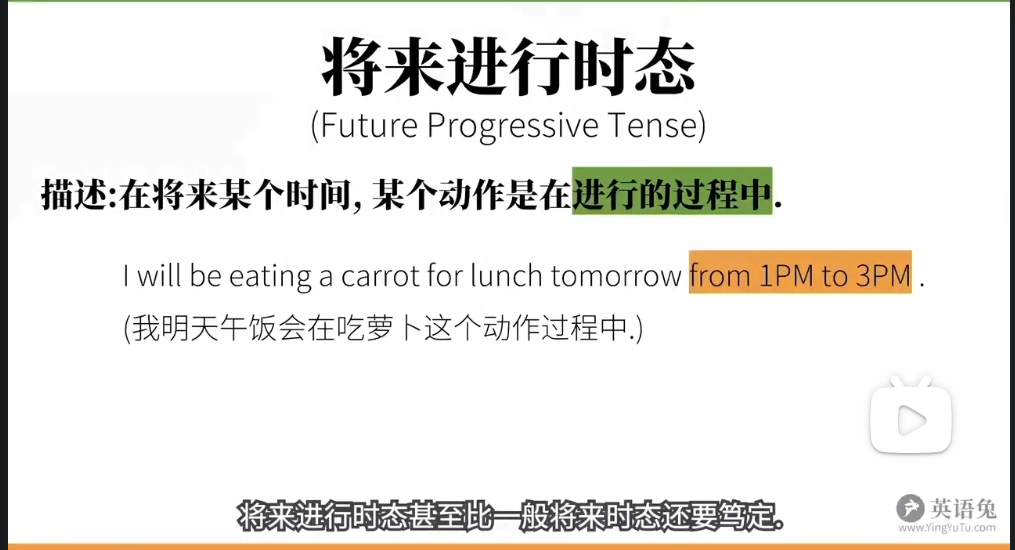 将来进行时态
(Future Progressive Tense)
描述:在将来某个时间, 某个动作是在进行的过程中.
I will be eating a carrot for lunch tomorrow from 1PM to 3PM .
(我明天午饭会在吃萝卜这个动作过程中.)
将来进行时态甚至比一般将来时态还要笃定.
英语兔
www.YingYuTu.com